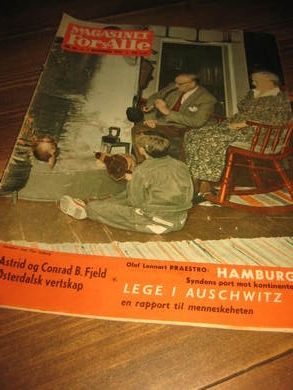 MAGASINET
For Alle
Astrid og Conrad B. Fjeld
Østerdalsk vertskap
Olof Lennart PRAESTRO: HAMBURG
Syndens port mot kontinente
LEGE I AUSCHWITZ
en rapport til menneskeheten